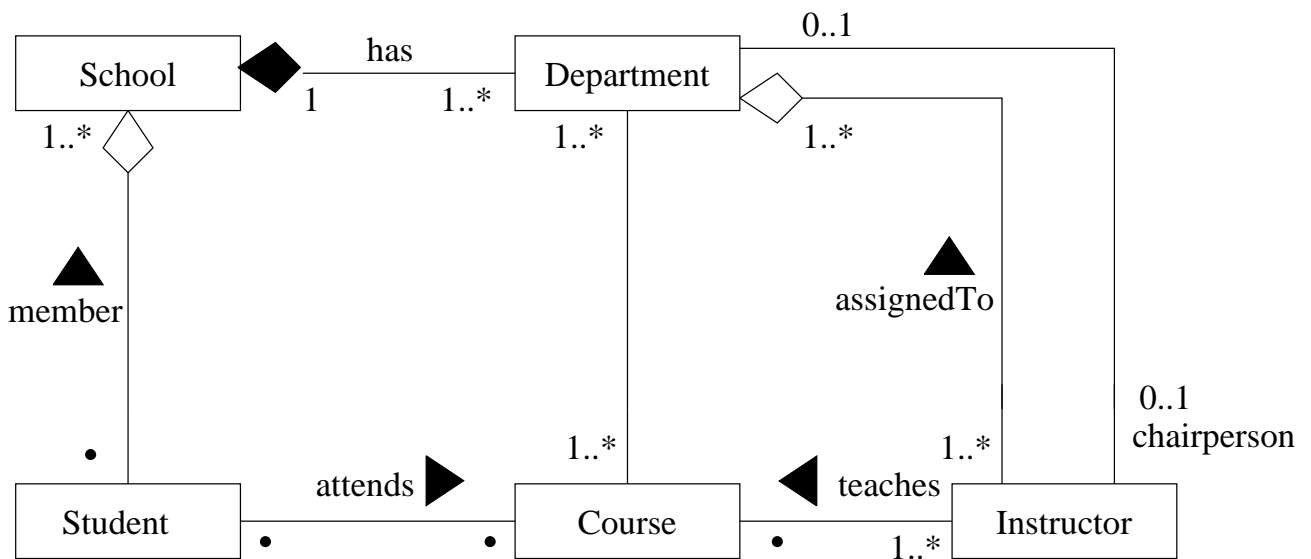 0..1
has
School
Department
1
1..*
1..*
1..*
1..*
member
assignedTo
0..1
chairperson
1..*
1..*
attends
teaches
Student
Course
Instructor
1..*